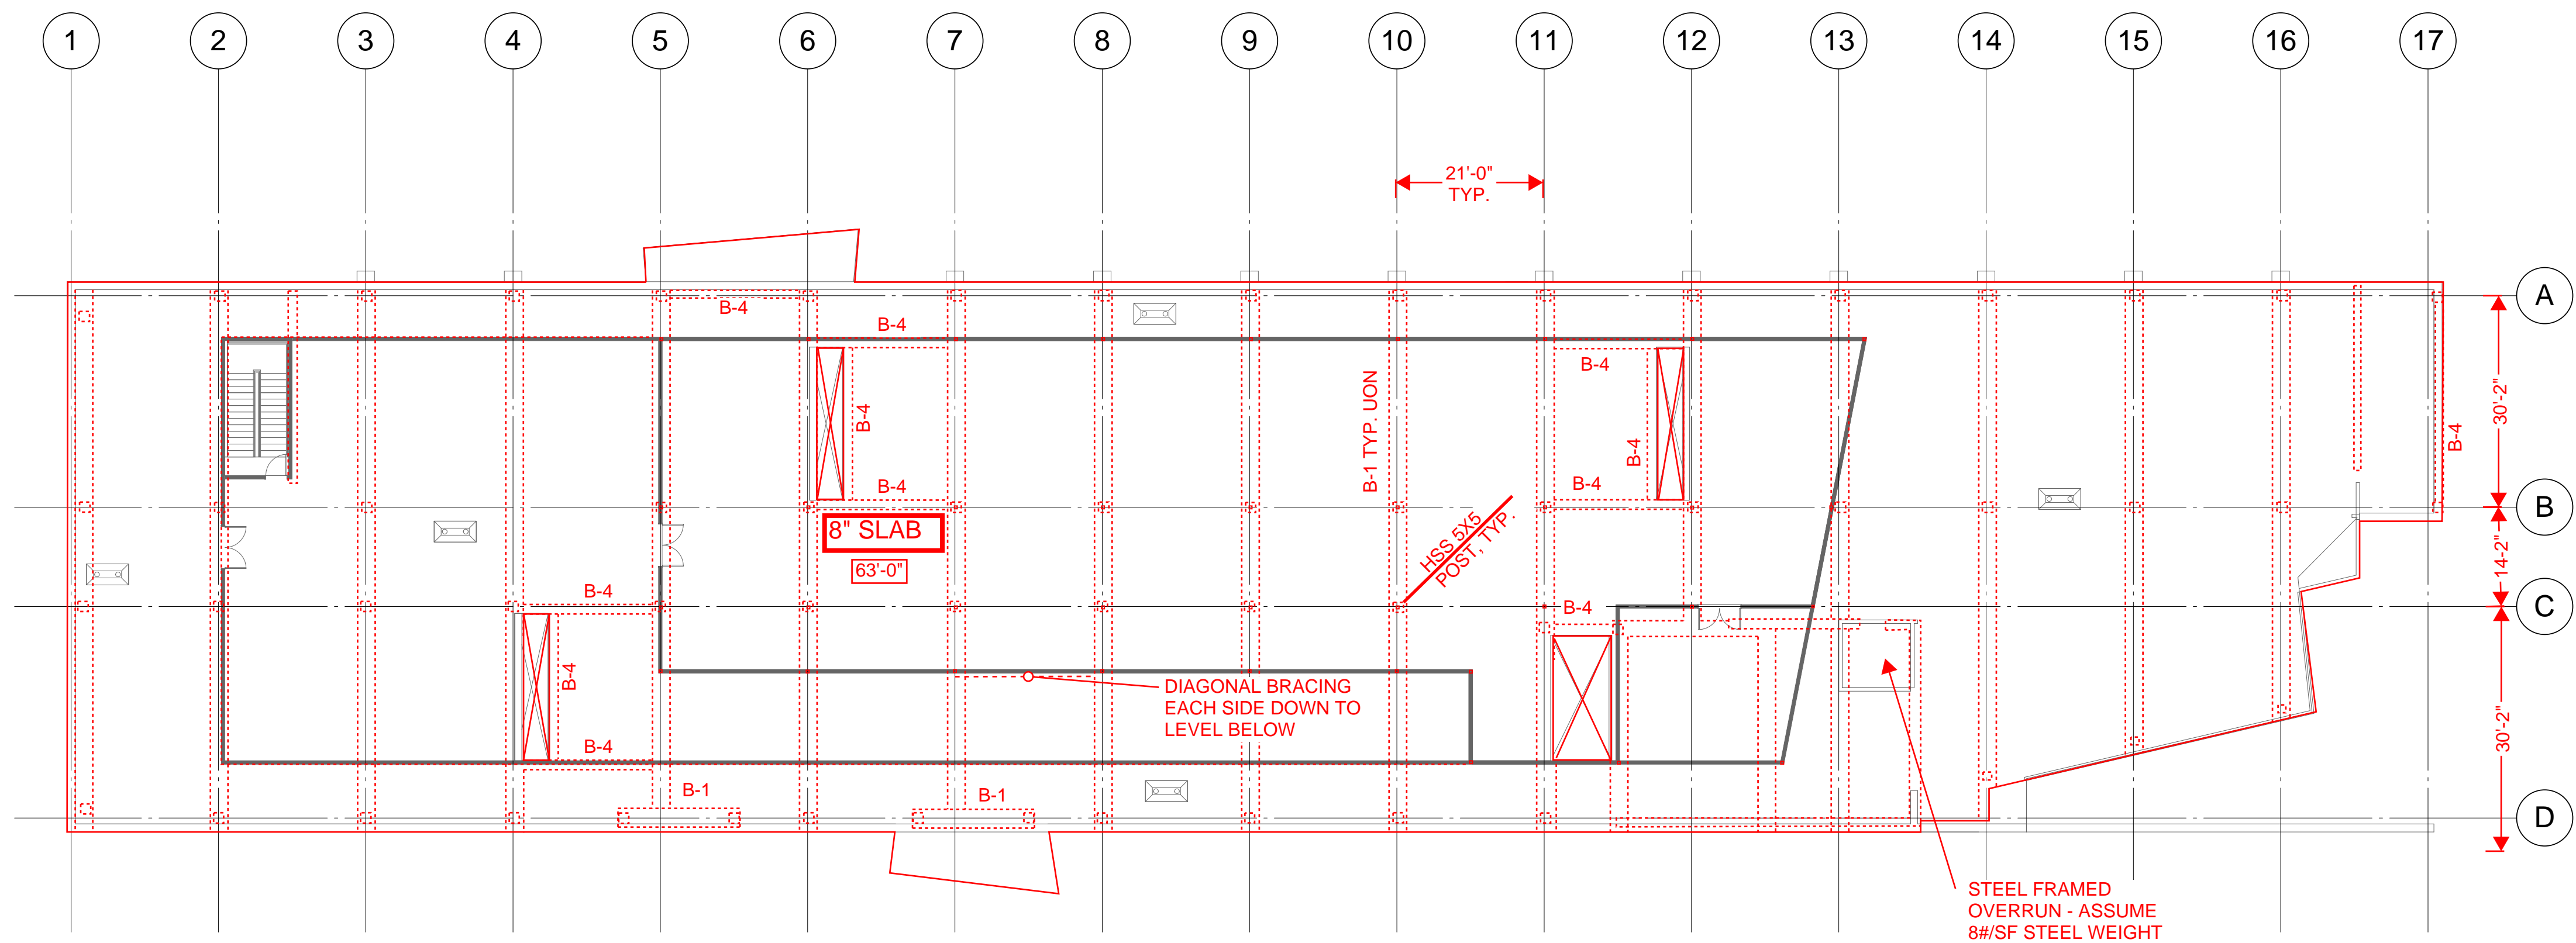 1 2 3 4 5 6 7 8 9 10 11 12 13 14 15 16 17
21'-0"
TYP.
A
B-4
B-4
B-4
B-4
B-4
B-4
B-4
B-4
B-1 TYP. UON
30'-2"
B-4
B
8" SLAB
63'-0"
HSS 5X5
POST, TYP.
14'-2"
C
B-4
B-4
B-4
B-4
DIAGONAL BRACING
EACH SIDE DOWN TO
LEVEL BELOW
30'-2"
B-1
B-1
D
STEEL FRAMED
OVERRUN - ASSUME
8#/SF STEEL WEIGHT